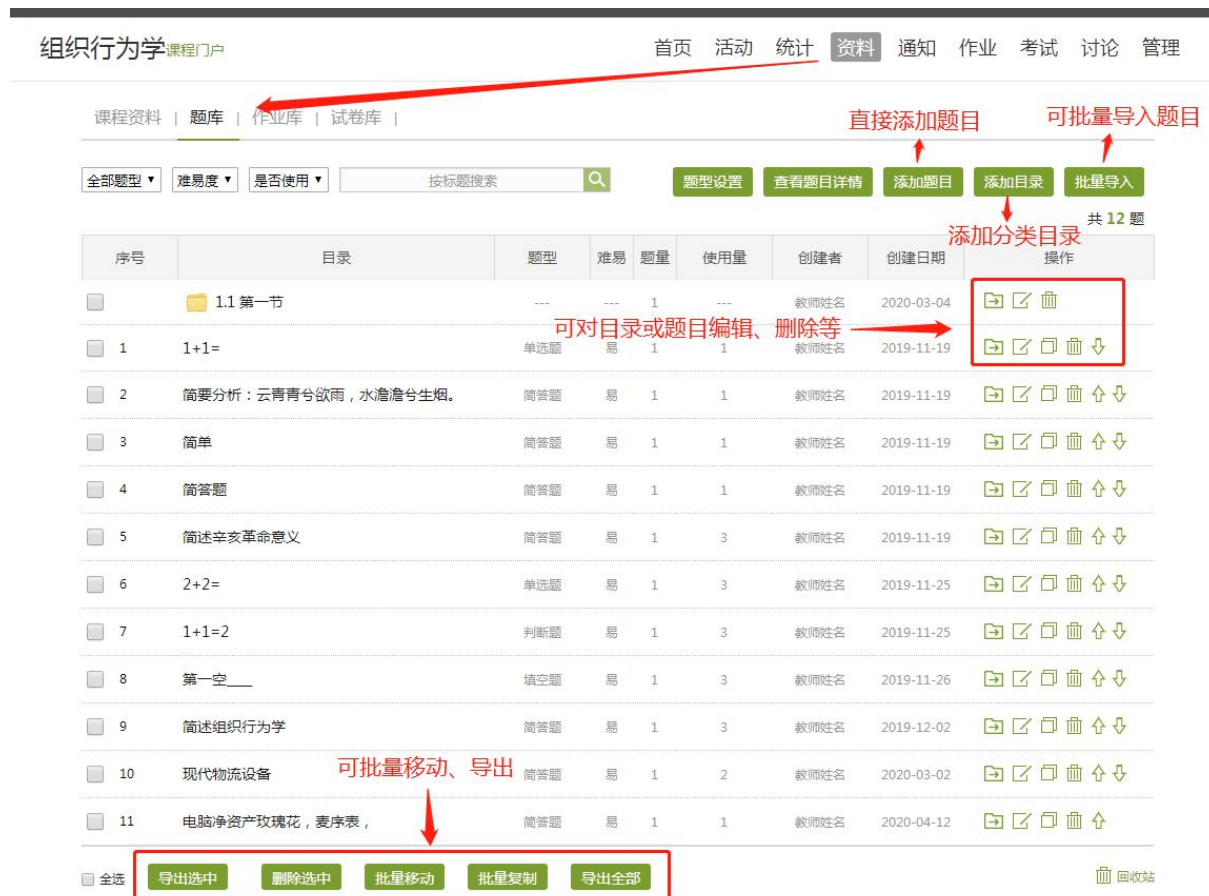 组织行为学课程门户 首页 活动 统计 资料 通知 作业 考试 讨论 管理
课程资料 | 题库 | 作业库 | 试卷库 |
直接添加题目 可批量导入题目
全部题型 难易度 是否使用 按标题搜索 题型设置 查看题目详情 添加题目 添加目录 批量导入
共 12 题
添加分类目录
序号 目录 题型 难易 题量 使用量 创建者 创建日期 操作
1.1 第一节 --- --- 1 --- 教师姓名 2020-03-04
可对目录或题目编辑、删除等
1 1+1= 单选题 易 1 1 教师姓名 2019-11-19
2 简要分析：云青青兮欲雨，水澹澹兮生烟。 简答题 易 1 1 教师姓名 2019-11-19
3 简单 简答题 易 1 1 教师姓名 2019-11-19
4 简答题 简答题 易 1 1 教师姓名 2019-11-19
5 简述辛亥革命意义 简答题 易 1 3 教师姓名 2019-11-19
6 2+2= 单选题 易 1 3 教师姓名 2019-11-25
7 1+1=2 判断题 易 1 3 教师姓名 2019-11-25
8 第一空___ 填空题 易 1 3 教师姓名 2019-11-26
9 简述组织行为学 简答题 易 1 3 教师姓名 2019-12-02
可批量移动、导出
10 现代物流设备 简答题 易 1 2 教师姓名 2020-03-02
11 电脑净资产玫瑰花，麦序表， 简答题 易 1 1 教师姓名 2020-04-12
全选 导出选中 删除选中 批量移动 批量复制 导出全部 回收站